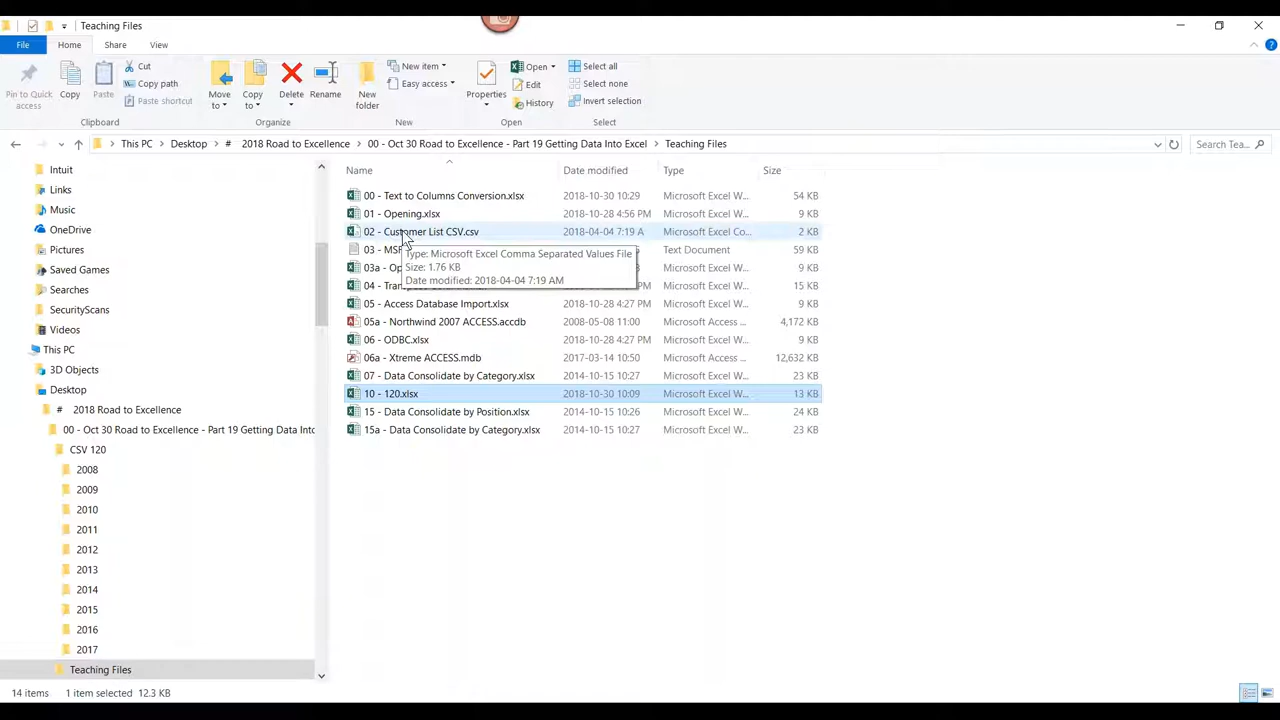 Teaching Files
File Home Share View
Pin to Quick access
Copy
Paste
Cut
Copy path
Paste shortcut
Move to
Copy to
Delete
Rename
New folder
New item
Easy access
Properties
Open
Edit
History
Select all
Select none
Invert selection
Clipboard Organize New Open Select
This PC Desktop # 2018 Road to Excellence 00 - Oct 30 Road to Excellence - Part 19 Getting Data Into Excel Teaching Files
Search Tea...
Name Date modified Type Size
Intuit
Links
Music
OneDrive
Pictures
Saved Games
Searches
SecurityScans
Videos
This PC
3D Objects
Desktop
# 2018 Road to Excellence
00 - Oct 30 Road to Excellence - Part 19 Getting Data Into
CSV 120
2008
2009
2010
2011
2012
2013
2014
2015
2016
2017
Teaching Files
00 - Text to Columns Conversion.xlsx 2018-10-30 10:29 Microsoft Excel W... 54 KB
01 - Opening.xlsx 2018-10-28 4:56 PM Microsoft Excel W... 9 KB
02 - Customer List CSV.csv 2018-04-04 7:19 A Microsoft Excel Co... 2 KB
03 - MS Text Document 59 KB
03a - Op Microsoft Excel W... 9 KB
04 - Tran Microsoft Excel W... 15 KB
05 - Access Database Import.xlsx 2018-10-28 4:27 PM Microsoft Excel W... 9 KB
05a - Northwind 2007 ACCESS.accdb 2008-05-08 11:00 Microsoft Access ... 4,172 KB
06 - ODBC.xlsx 2018-10-28 4:27 PM Microsoft Excel W... 9 KB
06a - Xtreme ACCESS.mdb 2017-03-14 10:50 Microsoft Access ... 12,632 KB
07 - Data Consolidate by Category.xlsx 2014-10-15 10:27 Microsoft Excel W... 23 KB
10 - 120.xlsx 2018-10-30 10:09 Microsoft Excel W... 13 KB
15 - Data Consolidate by Position.xlsx 2014-10-15 10:26 Microsoft Excel W... 24 KB
15a - Data Consolidate by Category.xlsx 2014-10-15 10:27 Microsoft Excel W... 23 KB
Type: Microsoft Excel Comma Separated Values File
Size: 1.76 KB
Date modified: 2018-04-04 7:19 AM
14 items 1 item selected 12.3 KB